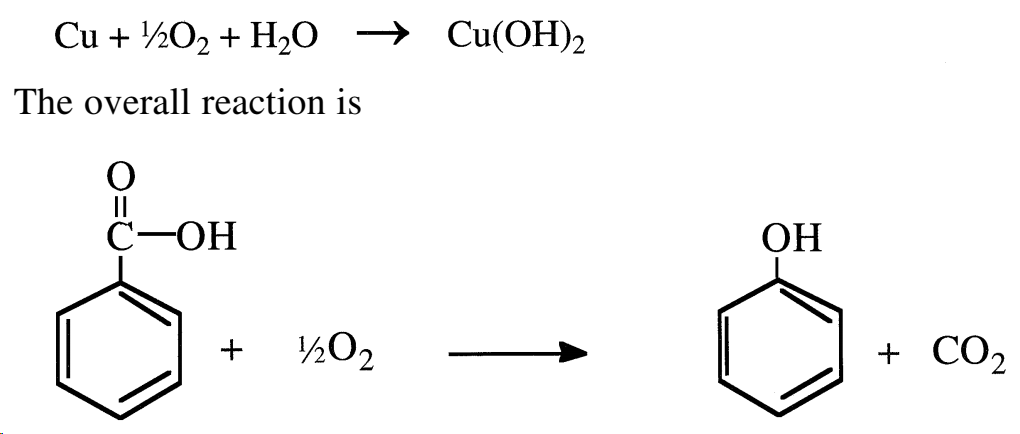 Cu + ½O₂ + H₂O → Cu(OH)₂
The overall reaction is
O
C—OH
OH
+ ½O₂ → + CO₂